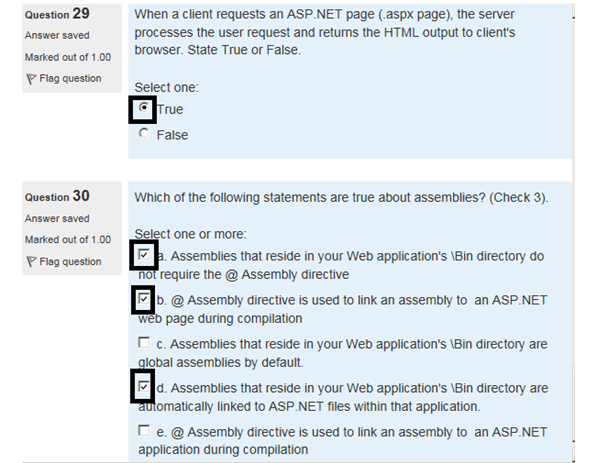 Question 29
Answer saved
Marked out of 1.00
Flag question
When a client requests an ASP.NET page (.aspx page), the server
processes the user request and returns the HTML output to client's
browser. State True or False.
Select one:
True
False
Question 30
Answer saved
Marked out of 1.00
Flag question
Which of the following statements are true about assemblies? (Check 3).
Select one or more:
a. Assemblies that reside in your Web application's \Bin directory do
not require the @ Assembly directive
b. @ Assembly directive is used to link an assembly to an ASP.NET
web page during compilation
c. Assemblies that reside in your Web application's \Bin directory are
global assemblies by default.
d. Assemblies that reside in your Web application's \Bin directory are
automatically linked to ASP.NET files within that application.
e. @ Assembly directive is used to link an assembly to an ASP.NET
application during compilation